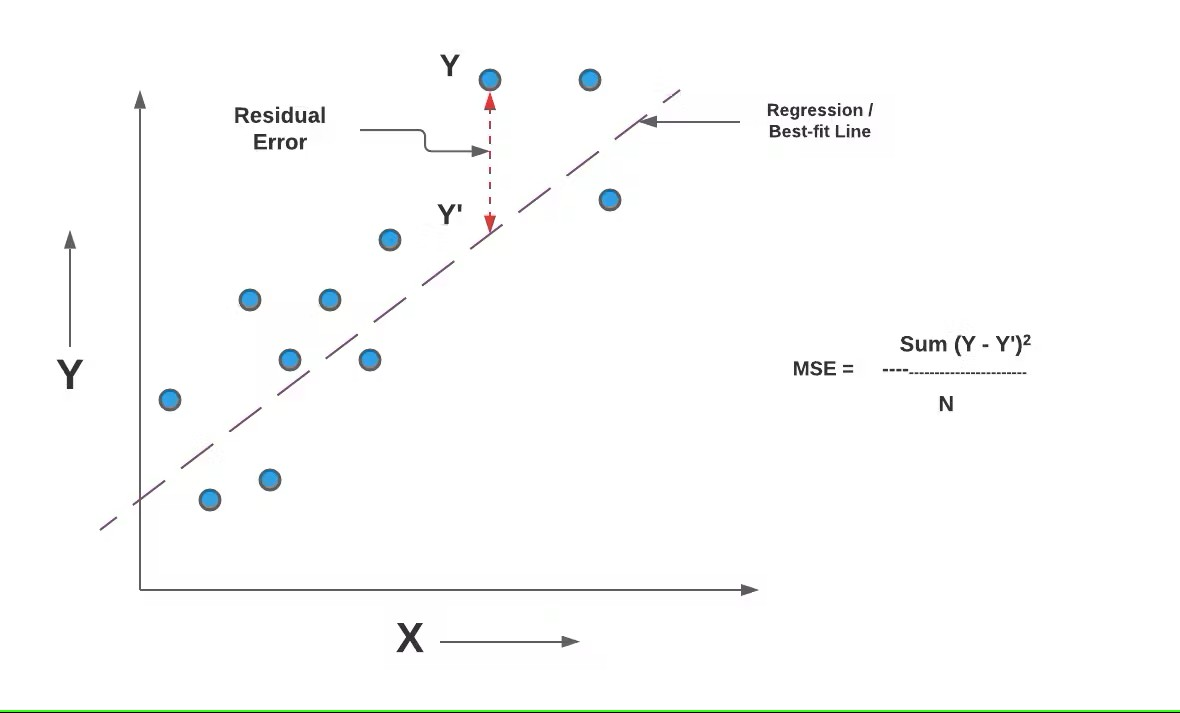 Y
Residual
Error
Regression /
Best-fit Line
Y'
Y
Sum (Y - Y')²
MSE = ---------------------------
N
X